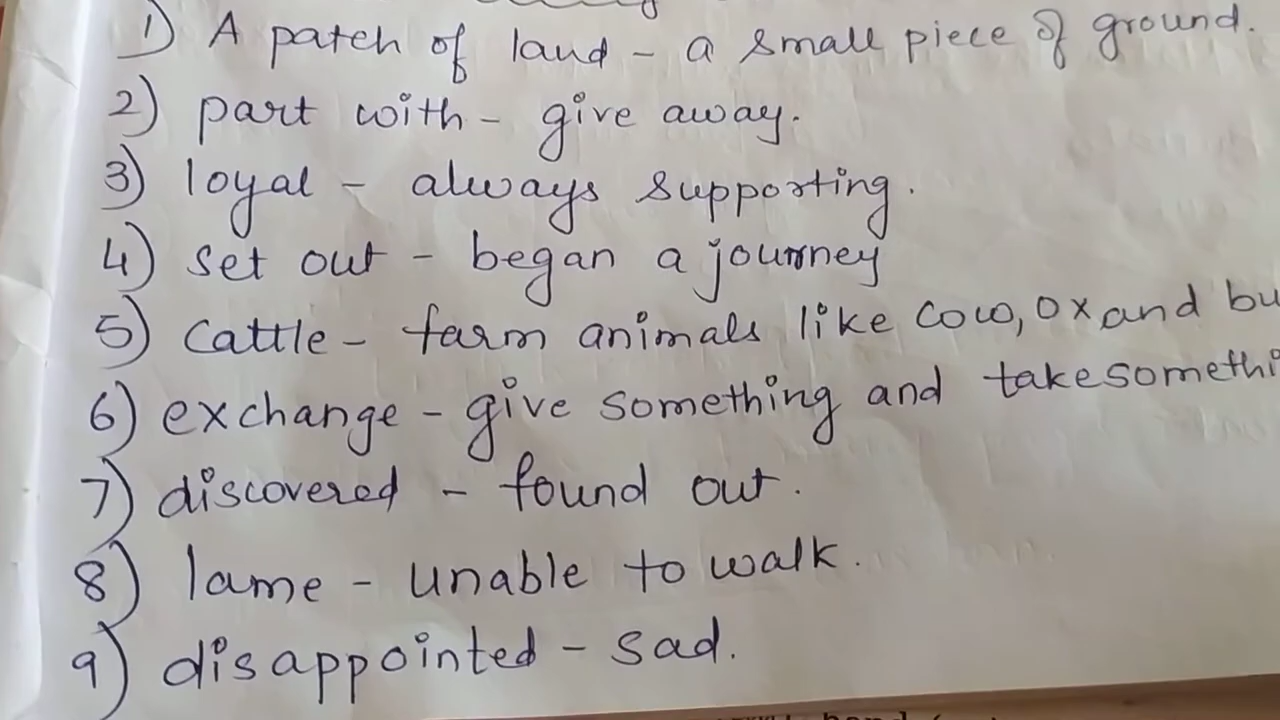 1) A patch of land - a small piece of ground.
2) part with - give away.
3) loyal - always supporting.
4) set out - began a journey
5) cattle - farm animals like cow, ox and bu
6) exchange - give something and take somethi
7) discovered - found out.
8) lame - unable to walk.
9) disappointed - sad.